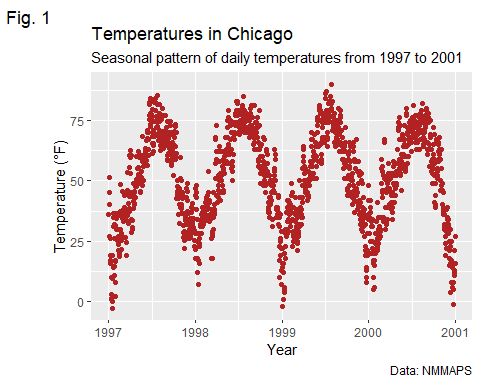 Fig. 1
Temperatures in Chicago
Seasonal pattern of daily temperatures from 1997 to 2001
Temperature (°F)
75
50
25
0
1997 1998 1999 2000 2001
Year
Data: NMMAPS